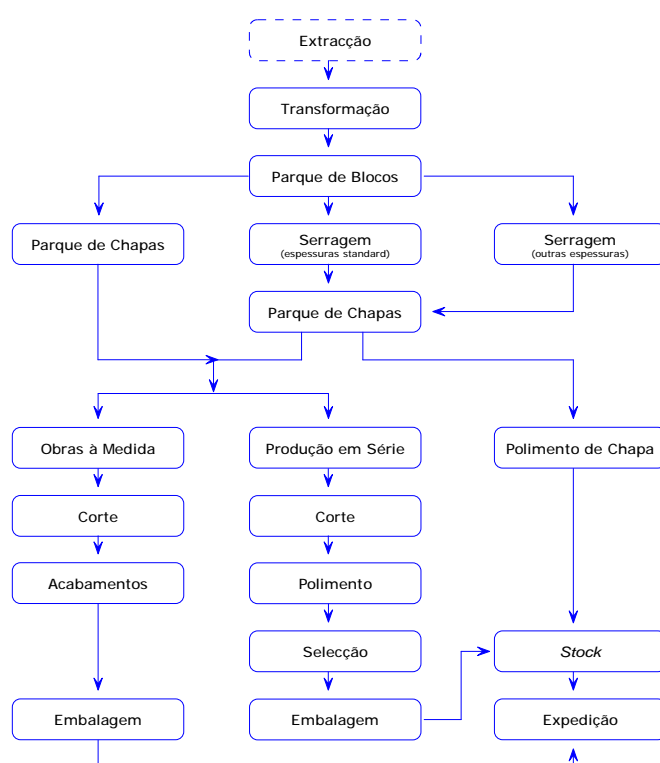 Extracção
Transformação
Parque de Blocos
Parque de Chapas
Serragem
(espessuras standard)
Serragem
(outras espessuras)
Parque de Chapas
Obras à Medida
Produção em Série
Polimento de Chapa
Corte
Corte
Acabamentos
Polimento
Selecção
Stock
Embalagem
Embalagem
Expedição